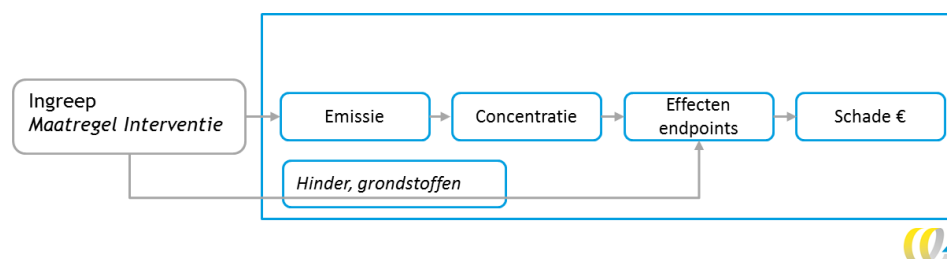 Ingreep
Maatregel Interventie
Emissie
Concentratie
Effecten
endpoints
Schade €
Hinder, grondstoffen